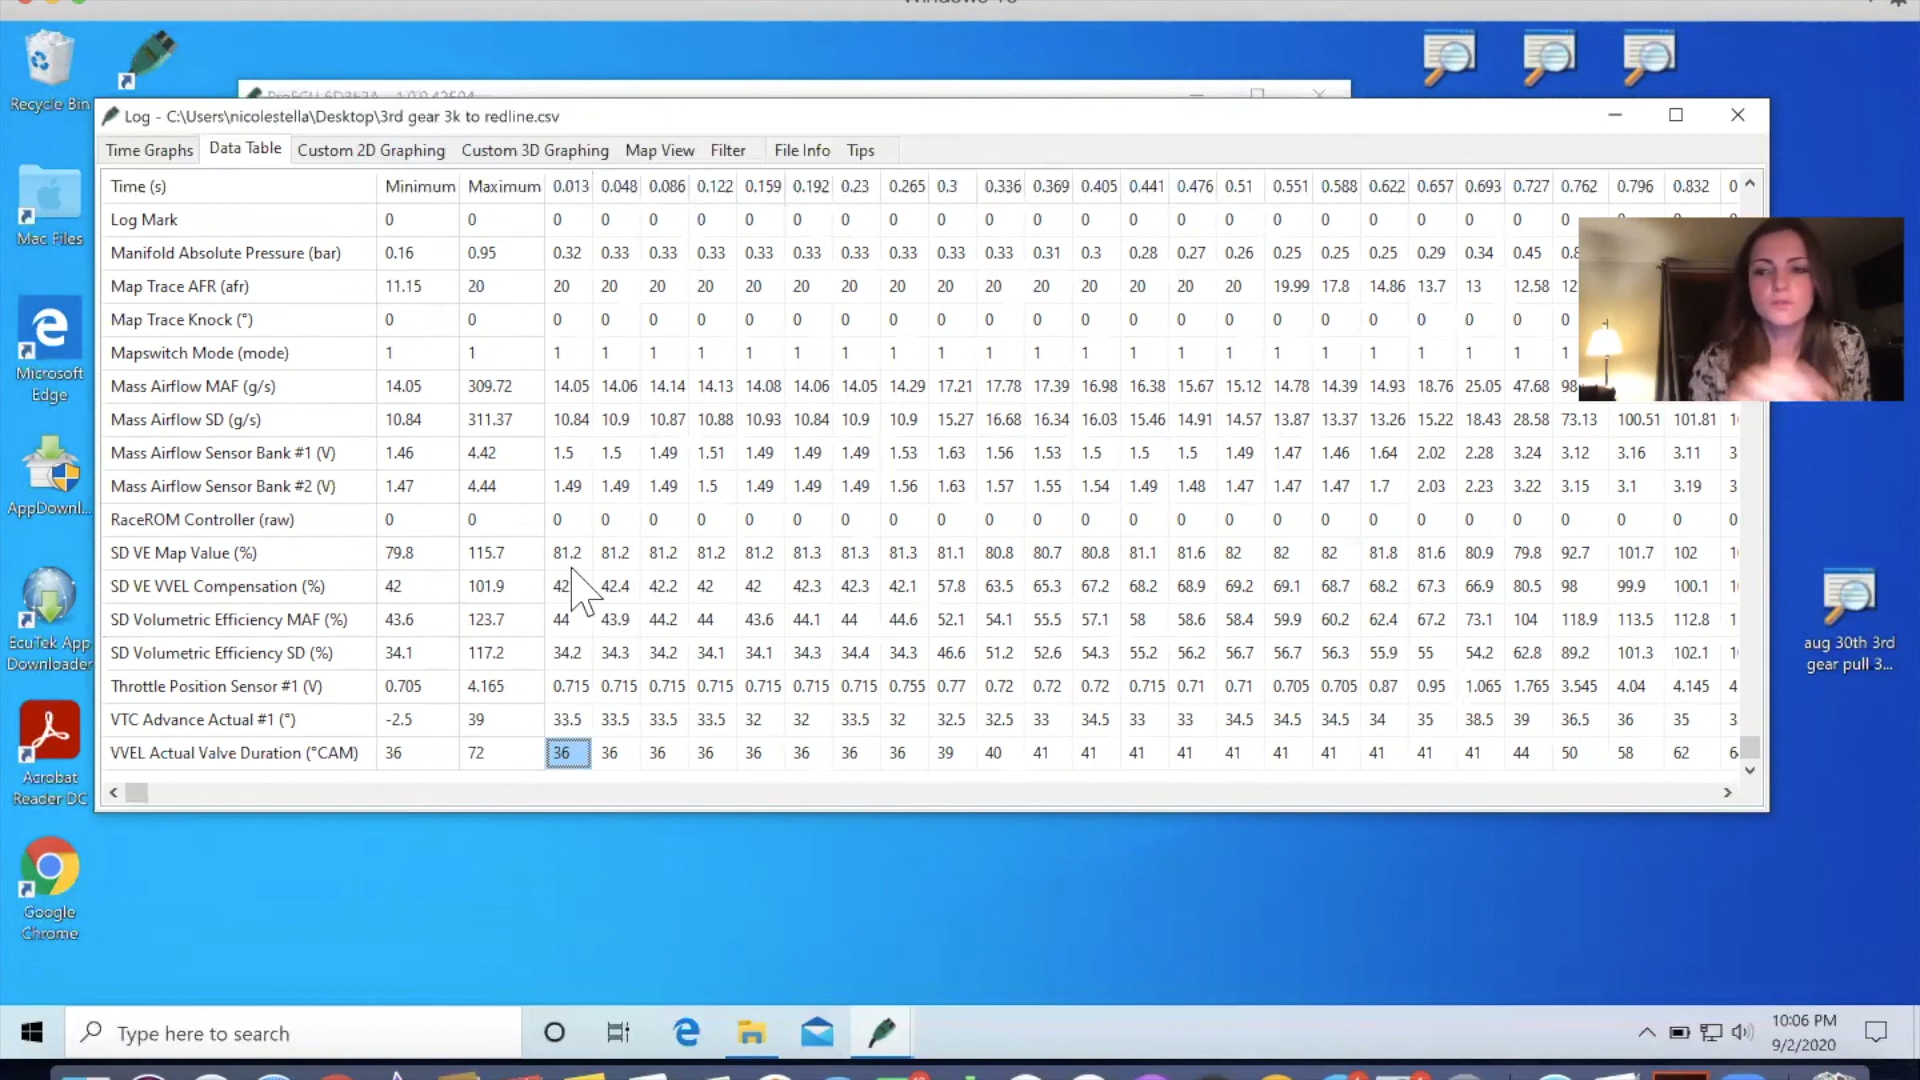 Recycle Bin
Mac Files
Microsoft
Edge
AppDownl...
EcuTek App
Downloader
Acrobat
Reader DC
Google
Chrome
Log - C:\Users\nicolestella\Desktop\3rd gear 3k to redline.csv
Time Graphs Data Table Custom 2D Graphing Custom 3D Graphing Map View Filter File Info Tips
Time (s) Minimum Maximum 0.013 0.048 0.086 0.122 0.159 0.192 0.23 0.265 0.3 0.336 0.369 0.405 0.441 0.476 0.51 0.551 0.588 0.622 0.657 0.693 0.727 0.762 0.796 0.832 0
Log Mark 0 0 0 0 0 0 0 0 0 0 0 0 0 0 0 0 0 0 0 0 0 0 0 0
Manifold Absolute Pressure (bar) 0.16 0.95 0.32 0.33 0.33 0.33 0.33 0.33 0.33 0.33 0.33 0.33 0.31 0.3 0.28 0.27 0.26 0.25 0.25 0.25 0.29 0.34 0.45
Map Trace AFR (afr) 11.15 20 20 20 20 20 20 20 20 20 20 20 20 20 20 20 20 19.99 17.8 14.86 13.7 13 12.58 12
Map Trace Knock (°) 0 0 0 0 0 0 0 0 0 0 0 0 0 0 0 0 0 0 0 0 0 0 0 0
Mapswitch Mode (mode) 1 1 1 1 1 1 1 1 1 1 1 1 1 1 1 1 1 1 1 1 1 1 1 1
Mass Airflow MAF (g/s) 14.05 309.72 14.05 14.06 14.14 14.13 14.08 14.06 14.05 14.29 17.21 17.78 17.39 16.98 16.38 15.67 15.12 14.78 14.39 14.93 18.76 25.05 47.68 98
Mass Airflow SD (g/s) 10.84 311.37 10.84 10.9 10.87 10.88 10.93 10.84 10.9 10.9 15.27 16.68 16.34 16.03 15.46 14.91 14.57 13.87 13.37 13.26 15.22 18.43 28.58 73.13 100.51 101.81
Mass Airflow Sensor Bank #1 (V) 1.46 4.42 1.5 1.5 1.49 1.51 1.49 1.49 1.49 1.53 1.63 1.56 1.53 1.5 1.5 1.5 1.49 1.47 1.46 1.64 2.02 2.28 3.24 3.12 3.16 3.11 3
Mass Airflow Sensor Bank #2 (V) 1.47 4.44 1.49 1.49 1.49 1.5 1.49 1.49 1.49 1.56 1.63 1.57 1.55 1.54 1.49 1.48 1.47 1.47 1.47 1.7 2.03 2.23 3.22 3.15 3.1 3.19 3
RaceROM Controller (raw) 0 0 0 0 0 0 0 0 0 0 0 0 0 0 0 0 0 0 0 0 0 0 0 0 0 0 0
SD VE Map Value (%) 79.8 115.7 81.2 81.2 81.2 81.2 81.2 81.3 81.3 81.3 81.1 80.8 80.7 80.8 81.1 81.6 82 82 82 81.8 81.6 80.9 79.8 92.7 101.7 102
SD VE VVEL Compensation (%) 42 101.9 42 42.4 42.2 42 42 42.3 42.3 42.1 57.8 63.5 65.3 67.2 68.2 68.9 69.2 69.1 68.7 68.2 67.3 66.9 80.5 98 99.9 100.1
SD Volumetric Efficiency MAF (%) 43.6 123.7 44 43.9 44.2 44 43.6 44.1 44 44.6 52.1 54.1 55.5 57.1 58 58.6 58.4 59.9 60.2 62.4 67.2 73.1 104 118.9 113.5 112.8 1
SD Volumetric Efficiency SD (%) 34.1 117.2 34.2 34.3 34.2 34.1 34.1 34.3 34.4 34.3 46.6 51.2 52.6 54.3 55.2 56.2 56.7 56.7 56.3 55.9 55 54.2 62.8 89.2 101.3 102.1
Throttle Position Sensor #1 (V) 0.705 4.165 0.715 0.715 0.715 0.715 0.715 0.715 0.715 0.755 0.77 0.72 0.72 0.72 0.715 0.71 0.71 0.705 0.705 0.87 0.95 1.065 1.765 3.545 4.04 4.145 4
VTC Advance Actual #1 (°) -2.5 39 33.5 33.5 33.5 33.5 32 32 33.5 32 32.5 32.5 33 34.5 33 33 34.5 34.5 34.5 34 35 38.5 39 36.5 36 35 3
VVEL Actual Valve Duration (°CAM) 36 72 36 36 36 36 36 36 36 36 39 40 41 41 41 41 41 41 41 41 41 41 44 50 58 62 6
aug 30th 3rd
gear pull 3...
Type here to search
10:06 PM
9/2/2020